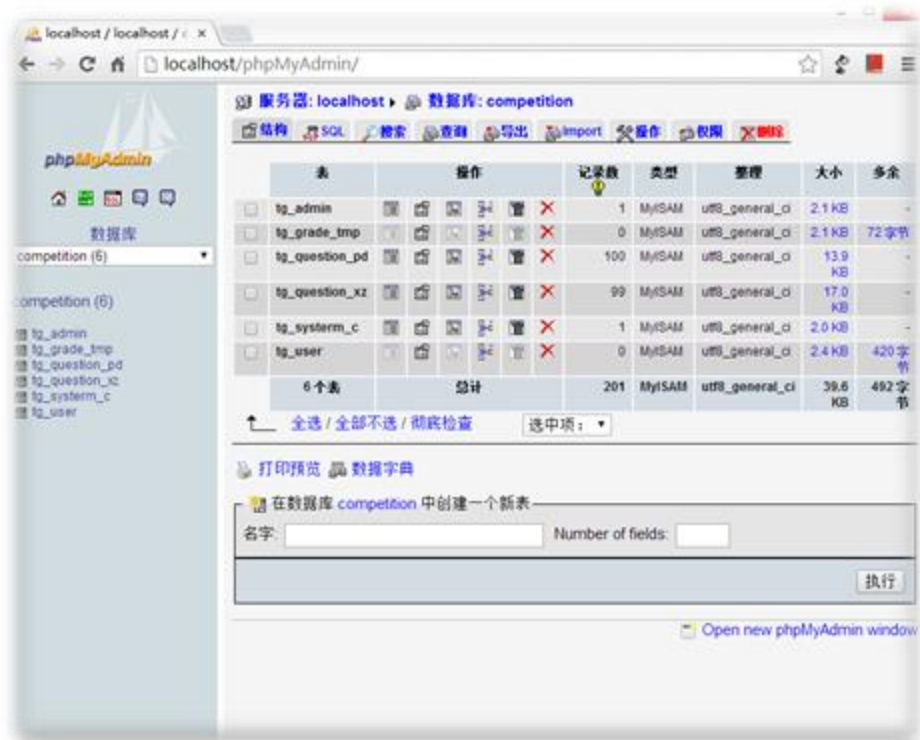 localhost / localhost / c ×
localhost/phpMyAdmin/
服务器: localhost ▸ 数据库: competition
结构 SQL 搜索 查询 导出 Import 操作 权限 删除
phpMyAdmin
数据库
competition (6)
competition (6)
tg_admin
tg_grade_tmp
tg_question_pd
tg_question_xz
tg_systerm_c
tg_user
表 操作 记录数 类型 整理 大小 多余
tg_admin 1 MyISAM utf8_general_ci 2.1 KB -
tg_grade_tmp 0 MyISAM utf8_general_ci 2.1 KB 72 字节
tg_question_pd 100 MyISAM utf8_general_ci 13.9 KB -
tg_question_xz 99 MyISAM utf8_general_ci 17.0 KB -
tg_systerm_c 1 MyISAM utf8_general_ci 2.0 KB -
tg_user 0 MyISAM utf8_general_ci 2.4 KB 420 字节
6 个表 总计 201 MyISAM utf8_general_ci 39.6 KB 492 字节
全选 / 全部不选 / 彻底检查 选中项：
打印预览 数据字典
在数据库 competition 中创建一个新表
名字: Number of fields:
执行
Open new phpMyAdmin window